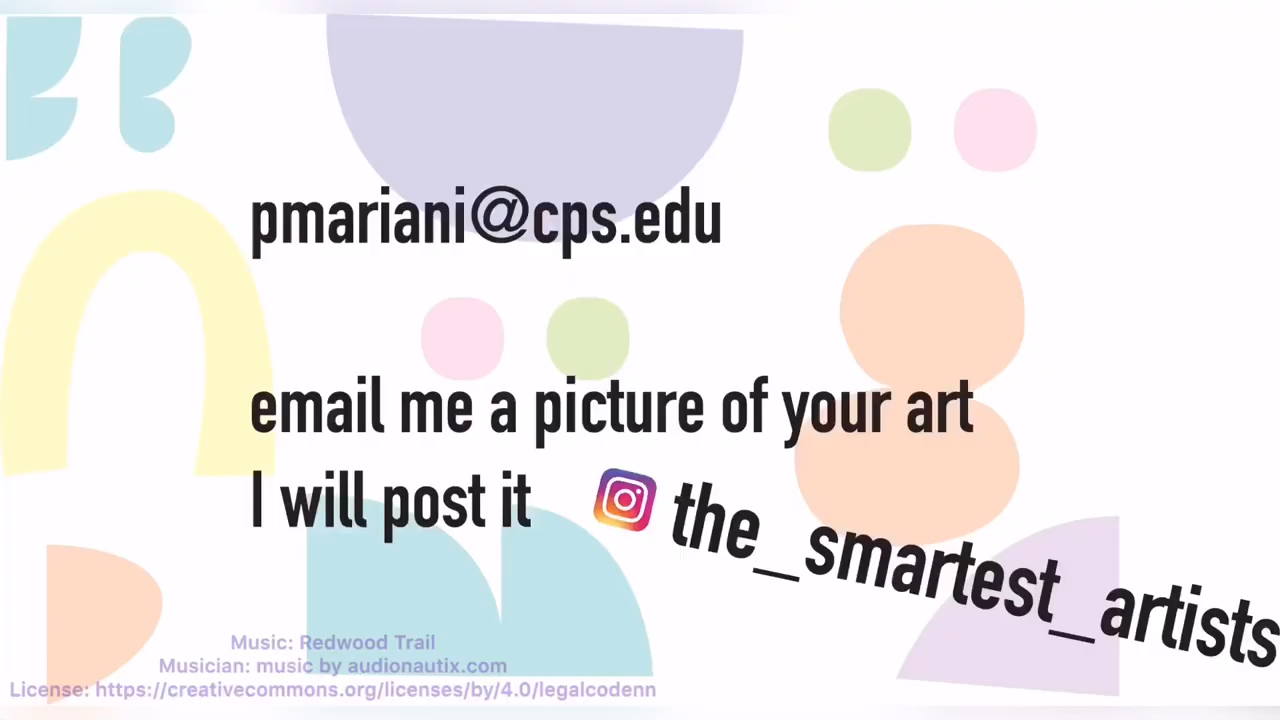 pmariani@cps.edu
email me a picture of your art
I will post it
the_smartest_artists
Music: Redwood Trail
Musician: music by audionautix.com
License: https://creativecommons.org/licenses/by/4.0/legalcodenn